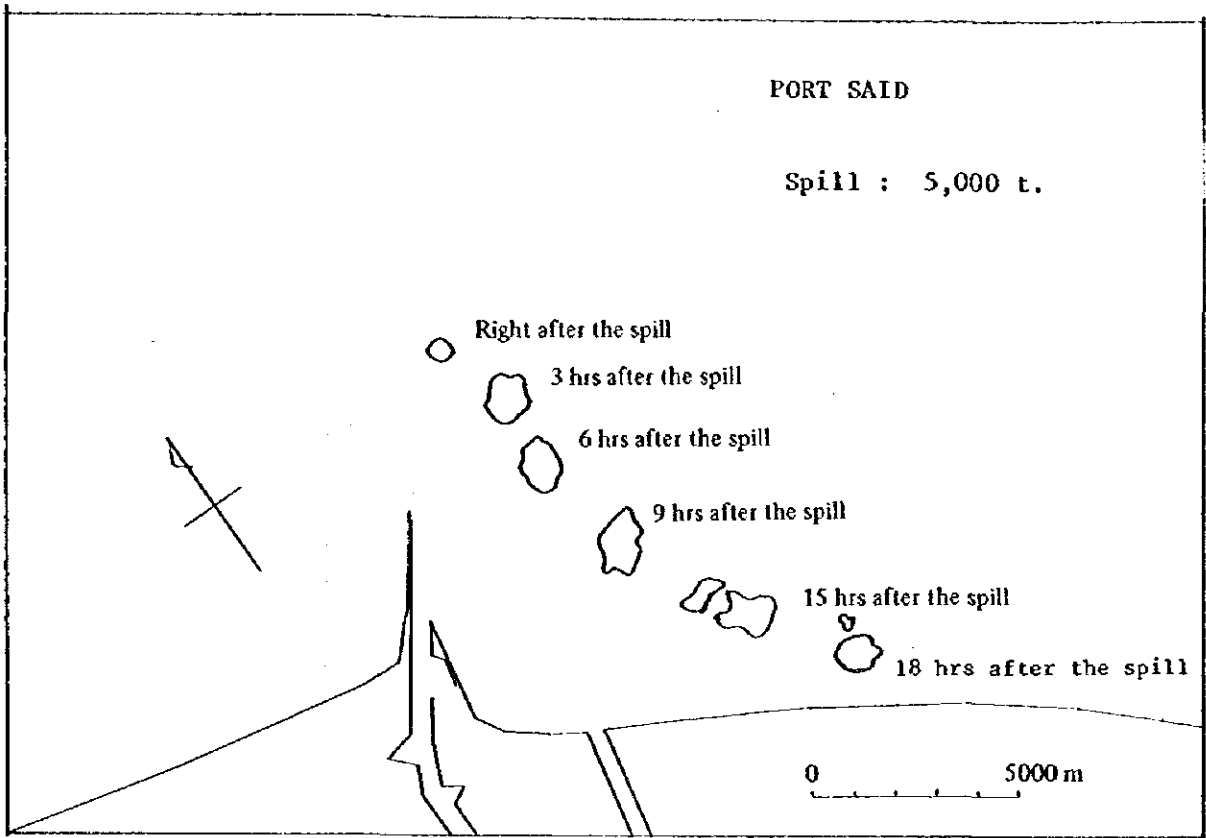 PORT SAID
Spill : 5,000 t.
Right after the spill
3 hrs after the spill
6 hrs after the spill
9 hrs after the spill
15 hrs after the spill
18 hrs after the spill
0 5000 m